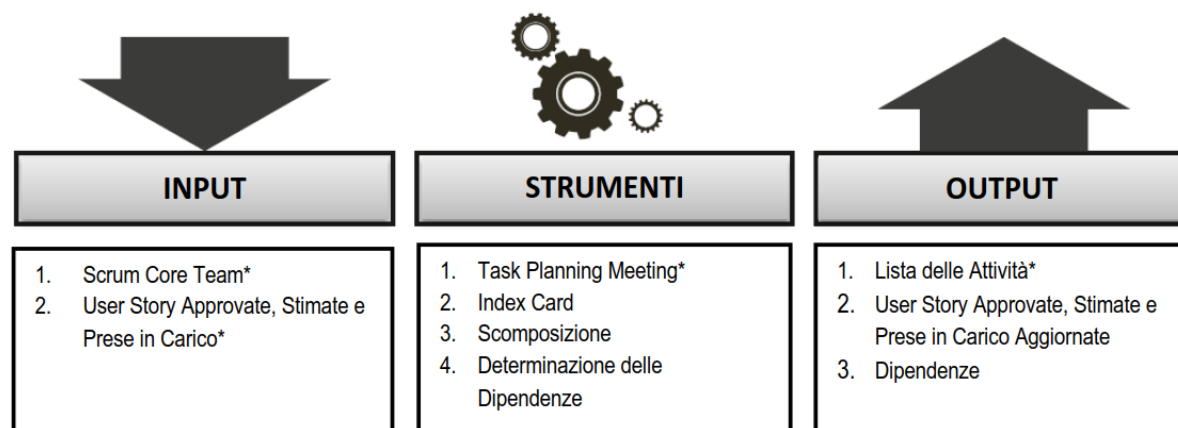 INPUT
1. Scrum Core Team*
2. User Story Approvate, Stimate e
Prese in Carico*
STRUMENTI
1. Task Planning Meeting*
2. Index Card
3. Scomposizione
4. Determinazione delle
Dipendenze
OUTPUT
1. Lista delle Attività*
2. User Story Approvate, Stimate e
Prese in Carico Aggiornate
3. Dipendenze